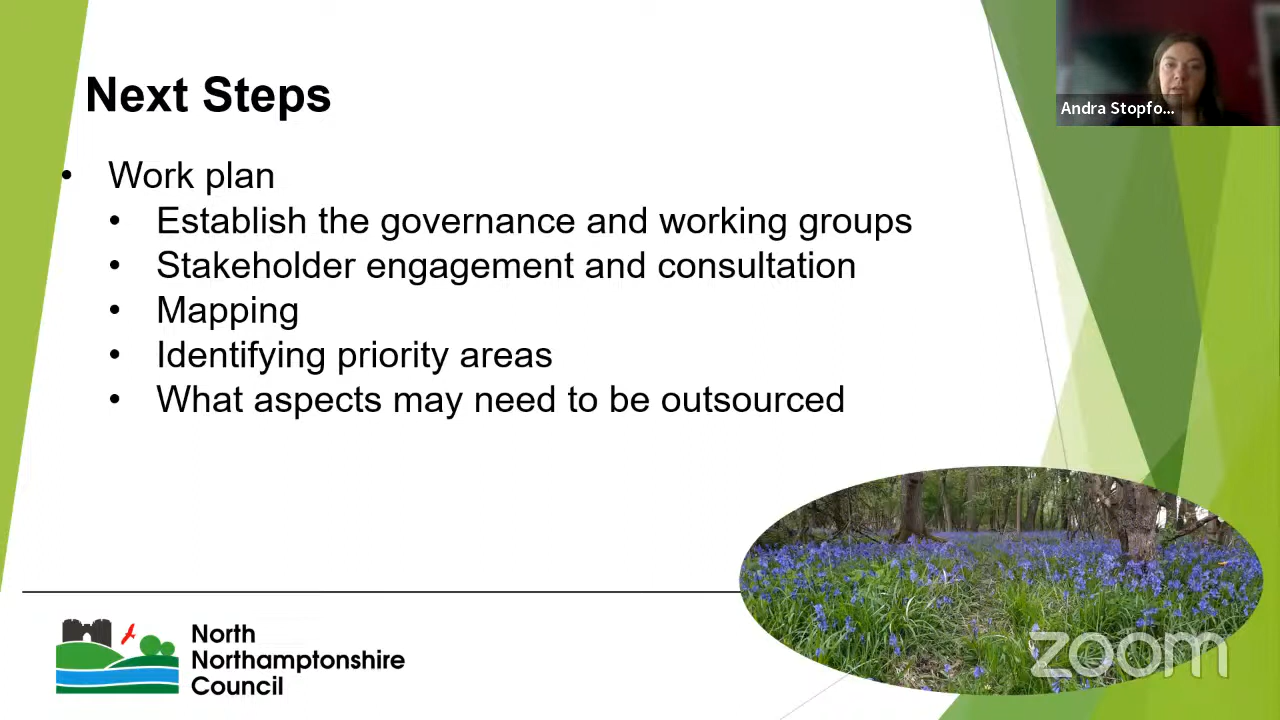 Next Steps
Andra Stopfo...
• Work plan
• Establish the governance and working groups
• Stakeholder engagement and consultation
• Mapping
• Identifying priority areas
• What aspects may need to be outsourced
North
Northamptonshire
Council
zoom